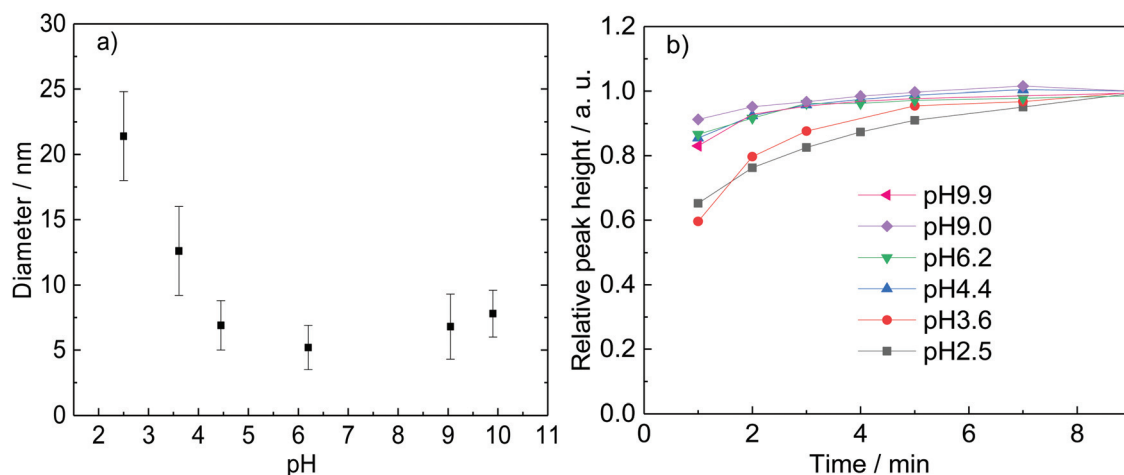 a)
Diameter / nm
30
25
20
15
10
5
0
2 3 4 5 6 7 8 9 10 11
pH
b)
Relative peak height / a. u.
1.2
1.0
0.8
0.6
0.4
0.2
0.0
pH9.9
pH9.0
pH6.2
pH4.4
pH3.6
pH2.5
0 2 4 6 8
Time / min